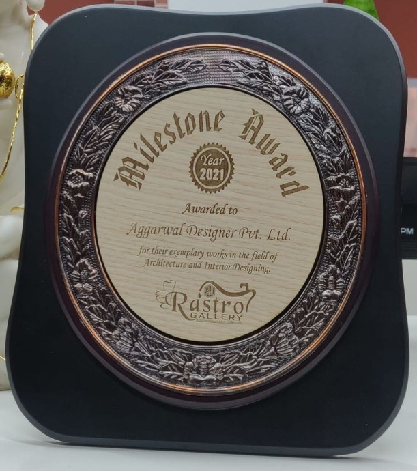 Milestone Award
Year
2021
Awarded to
Aggarwal Designer Pvt. Ltd.
for their exemplary works in the field of
Architecture and Interior Designing.
Rastro
GALLERY
PM